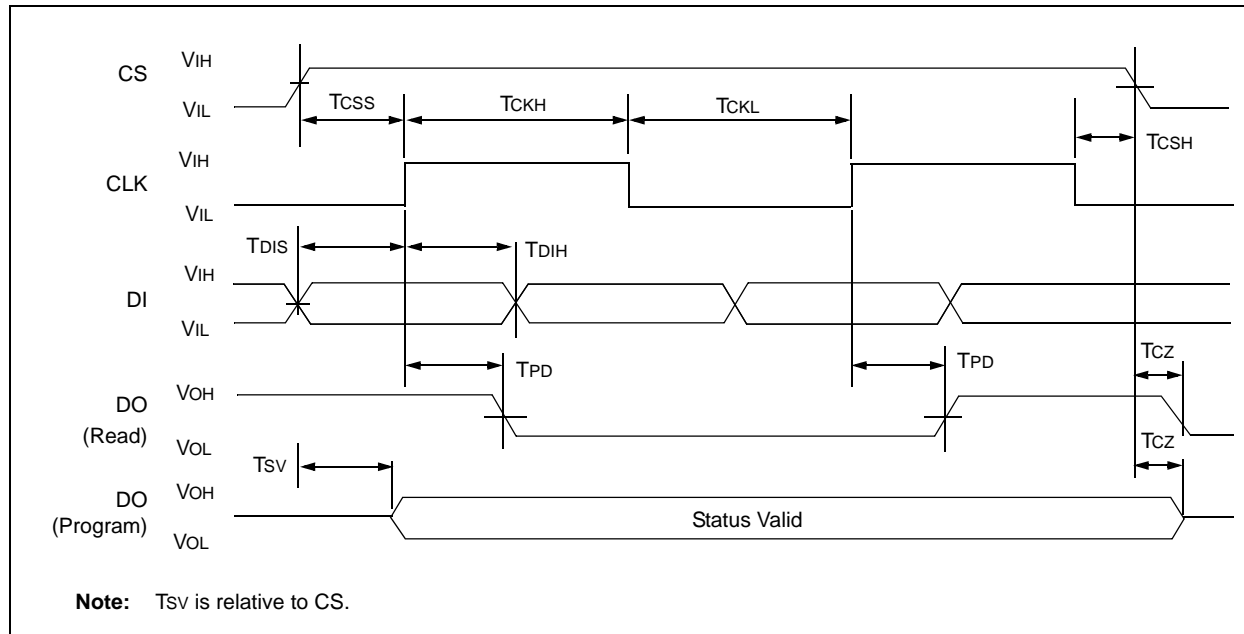 CS
VIH
VIL
TCSS
TCKH
TCKL
TCSH
CLK
VIH
VIL
TDIS
TDIH
DI
VIH
VIL
TPD
TPD
TCZ
DO
(Read)
VOH
VOL
TCZ
TSV
DO
(Program)
VOH
VOL
Status Valid
Note: TSV is relative to CS.